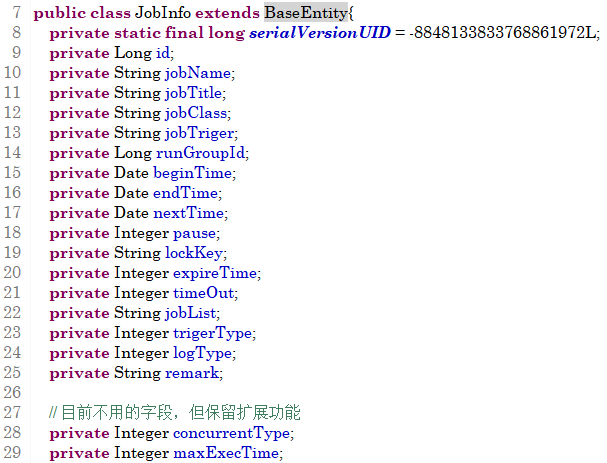 7 public class JobInfo extends BaseEntity{
8 private static final long serialVersionUID = -8848133833768861972L;
9 private Long id;
10 private String jobName;
11 private String jobTitle;
12 private String jobClass;
13 private String jobTriger;
14 private Long runGroupId;
15 private Date beginTime;
16 private Date endTime;
17 private Date nextTime;
18 private Integer pause;
19 private String lockKey;
20 private Integer expireTime;
21 private Integer timeOut;
22 private String jobList;
23 private Integer trigerType;
24 private Integer logType;
25 private String remark;
26
27 // 目前不用的字段，但保留扩展功能
28 private Integer concurrentType;
29 private Integer maxExecTime;